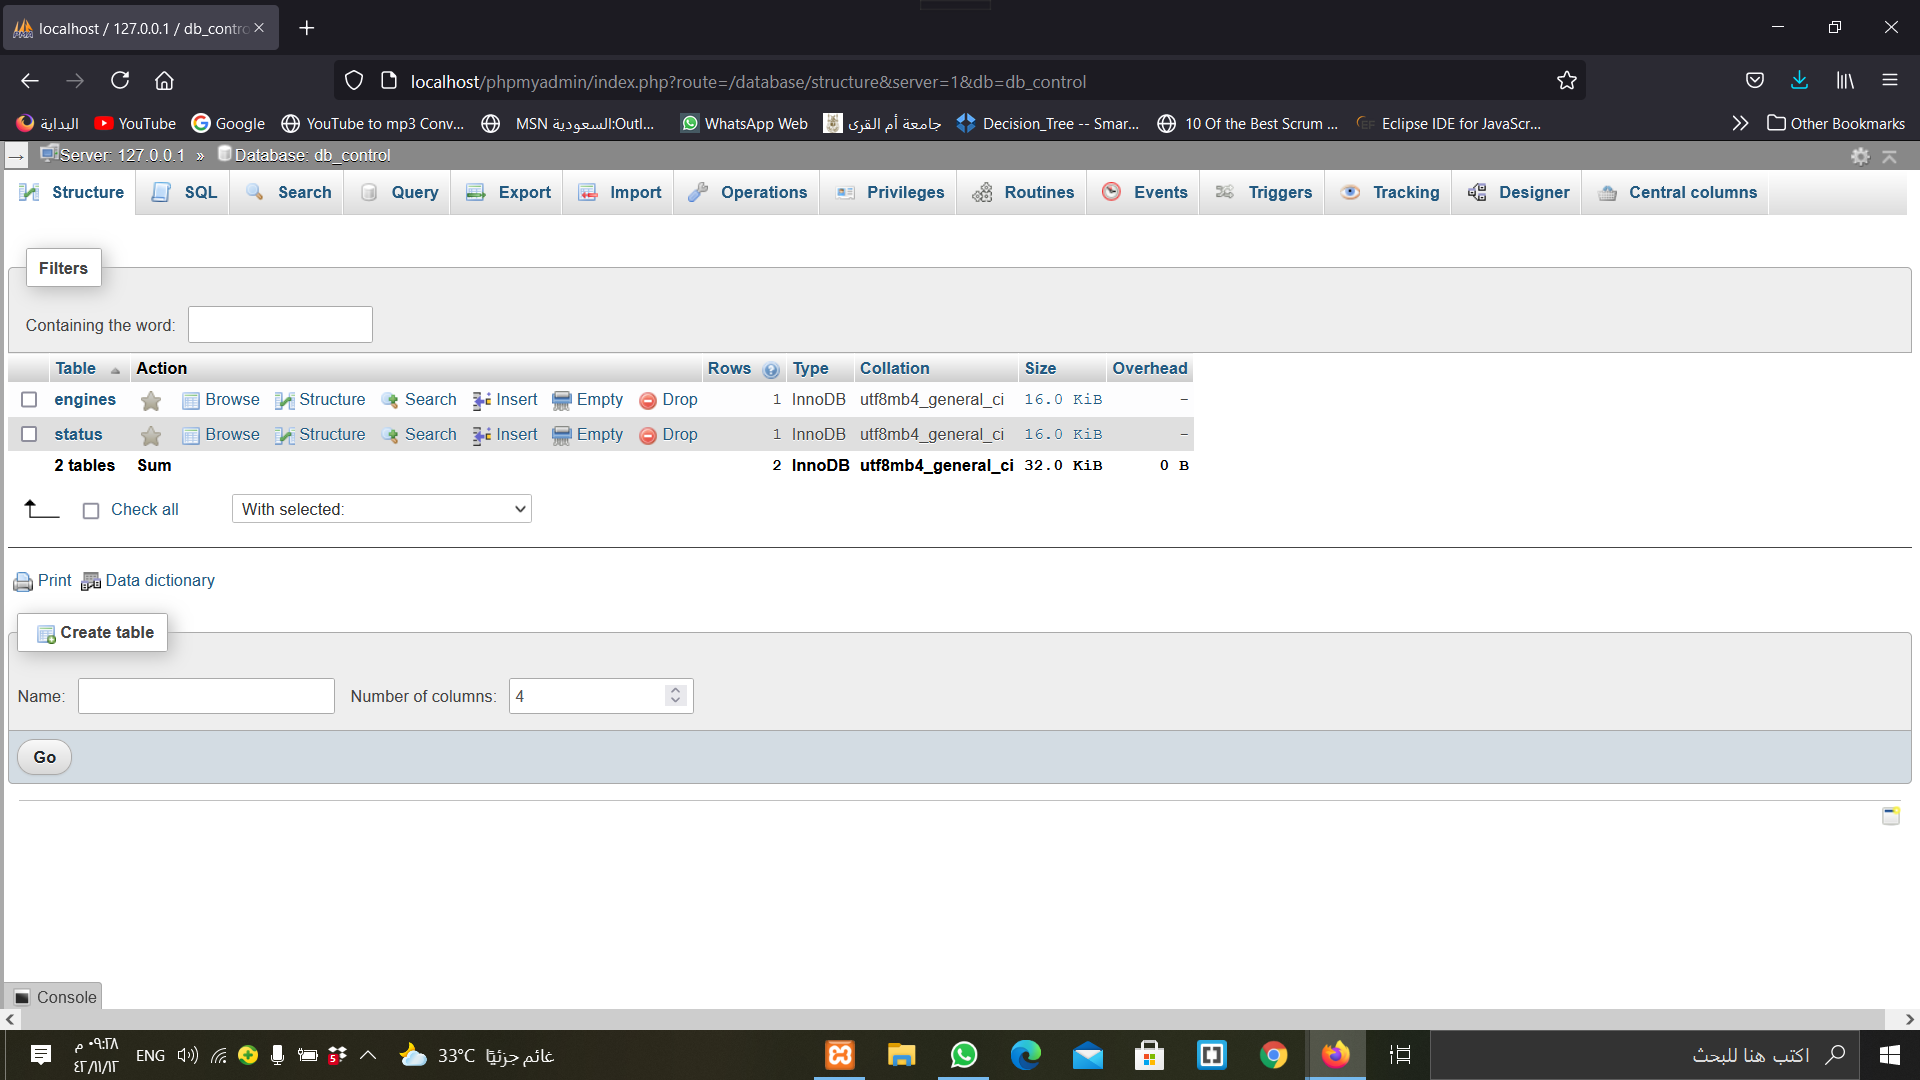 localhost / 127.0.0.1 / db_contro
localhost/phpmyadmin/index.php?route=/database/structure&server=1&db=db_control
البداية YouTube Google YouTube to mp3 Conv... MSN السعودية:Outl... WhatsApp Web جامعة أم القرى Decision_Tree -- Smar... 10 Of the Best Scrum ... Eclipse IDE for JavaScr... Other Bookmarks
Server: 127.0.0.1 » Database: db_control
Structure SQL Search Query Export Import Operations Privileges Routines Events Triggers Tracking Designer Central columns
Filters
Containing the word:
Table Action Rows Type Collation Size Overhead
engines Browse Structure Search Insert Empty Drop 1 InnoDB utf8mb4_general_ci 16.0 KiB -
status Browse Structure Search Insert Empty Drop 1 InnoDB utf8mb4_general_ci 16.0 KiB -
2 tables Sum 2 InnoDB utf8mb4_general_ci 32.0 KiB 0 B
Check all With selected:
Print Data dictionary
Create table
Name: Number of columns: 4
Go
Console
٠٩:٢٨ م
ENG 5 33°C غائم جزئيًا اكتب هنا للبحث
٤٢/١١/١٢